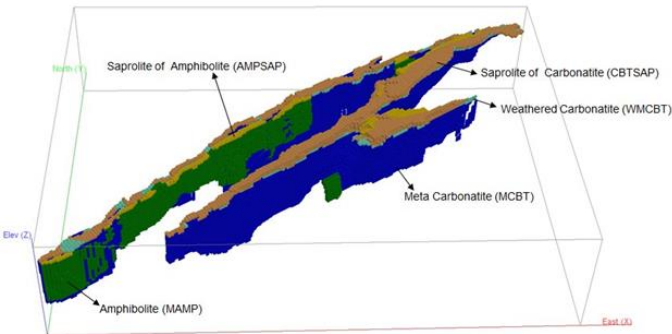 North (Y)
Saprolite of Amphibolite (AMPSAP)
Saprolite of Carbonatite (CBTSAP)
Weathered Carbonatite (WMCBT)
Meta Carbonatite (MCBT)
Elev (Z)
Amphibolite (MAMP)
East (X)